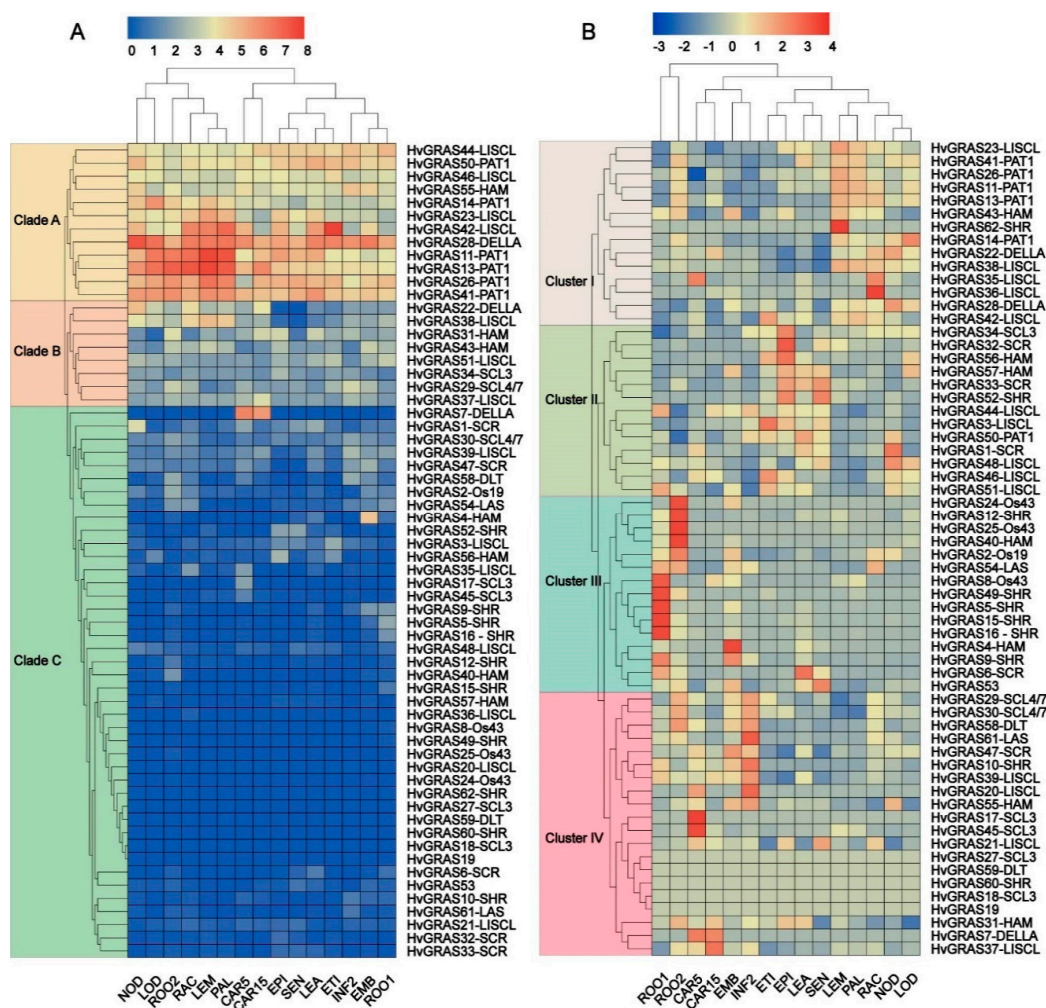 A
0 1 2 3 4 5 6 7 8
Clade A
Clade B
Clade C
HvGRAS44-LISCL
HvGRAS50-PAT1
HvGRAS46-LISCL
HvGRAS55-HAM
HvGRAS14-PAT1
HvGRAS23-LISCL
HvGRAS42-LISCL
HvGRAS28-DELLA
HvGRAS11-PAT1
HvGRAS13-PAT1
HvGRAS26-PAT1
HvGRAS41-PAT1
HvGRAS22-DELLA
HvGRAS38-LISCL
HvGRAS31-HAM
HvGRAS43-HAM
HvGRAS51-LISCL
HvGRAS34-SCL3
HvGRAS29-SCL4/7
HvGRAS37-LISCL
HvGRAS7-DELLA
HvGRAS1-SCR
HvGRAS30-SCL4/7
HvGRAS39-LISCL
HvGRAS47-SCR
HvGRAS58-DLT
HvGRAS2-Os19
HvGRAS54-LAS
HvGRAS4-HAM
HvGRAS52-SHR
HvGRAS3-LISCL
HvGRAS56-HAM
HvGRAS35-LISCL
HvGRAS17-SCL3
HvGRAS45-SCL3
HvGRAS9-SHR
HvGRAS5-SHR
HvGRAS16 - SHR
HvGRAS48-LISCL
HvGRAS12-SHR
HvGRAS40-HAM
HvGRAS15-SHR
HvGRAS57-HAM
HvGRAS36-LISCL
HvGRAS8-Os43
HvGRAS49-SHR
HvGRAS25-Os43
HvGRAS20-LISCL
HvGRAS24-Os43
HvGRAS62-SHR
HvGRAS27-SCL3
HvGRAS59-DLT
HvGRAS60-SHR
HvGRAS18-SCL3
HvGRAS19
HvGRAS6-SCR
HvGRAS53
HvGRAS10-SHR
HvGRAS61-LAS
HvGRAS21-LISCL
HvGRAS32-SCR
HvGRAS33-SCR
NOD LOD ROO2 RAC LEM PAL CAR5 CAR15 EPI SEN LEA ETI INF2 EMB ROO1
B
-3 -2 -1 0 1 2 3 4
Cluster I
Cluster II
Cluster III
Cluster IV
HvGRAS23-LISCL
HvGRAS41-PAT1
HvGRAS26-PAT1
HvGRAS11-PAT1
HvGRAS13-PAT1
HvGRAS43-HAM
HvGRAS62-SHR
HvGRAS14-PAT1
HvGRAS22-DELLA
HvGRAS38-LISCL
HvGRAS35-LISCL
HvGRAS36-LISCL
HvGRAS28-DELLA
HvGRAS42-LISCL
HvGRAS34-SCL3
HvGRAS32-SCR
HvGRAS56-HAM
HvGRAS57-HAM
HvGRAS33-SCR
HvGRAS52-SHR
HvGRAS44-LISCL
HvGRAS3-LISCL
HvGRAS50-PAT1
HvGRAS1-SCR
HvGRAS48-LISCL
HvGRAS46-LISCL
HvGRAS51-LISCL
HvGRAS24-Os43
HvGRAS12-SHR
HvGRAS25-Os43
HvGRAS40-HAM
HvGRAS2-Os19
HvGRAS54-LAS
HvGRAS8-Os43
HvGRAS49-SHR
HvGRAS5-SHR
HvGRAS15-SHR
HvGRAS16 - SHR
HvGRAS4-HAM
HvGRAS9-SHR
HvGRAS6-SCR
HvGRAS53
HvGRAS29-SCL4/7
HvGRAS30-SCL4/7
HvGRAS58-DLT
HvGRAS61-LAS
HvGRAS47-SCR
HvGRAS10-SHR
HvGRAS39-LISCL
HvGRAS20-LISCL
HvGRAS55-HAM
HvGRAS17-SCL3
HvGRAS45-SCL3
HvGRAS21-LISCL
HvGRAS27-SCL3
HvGRAS59-DLT
HvGRAS60-SHR
HvGRAS18-SCL3
HvGRAS19
HvGRAS31-HAM
HvGRAS7-DELLA
HvGRAS37-LISCL
ROO1 ROO2 CAR5 CAR15 EMB INF2 ETI EPI LEA SEN LEM PAL RAC NOD LOD